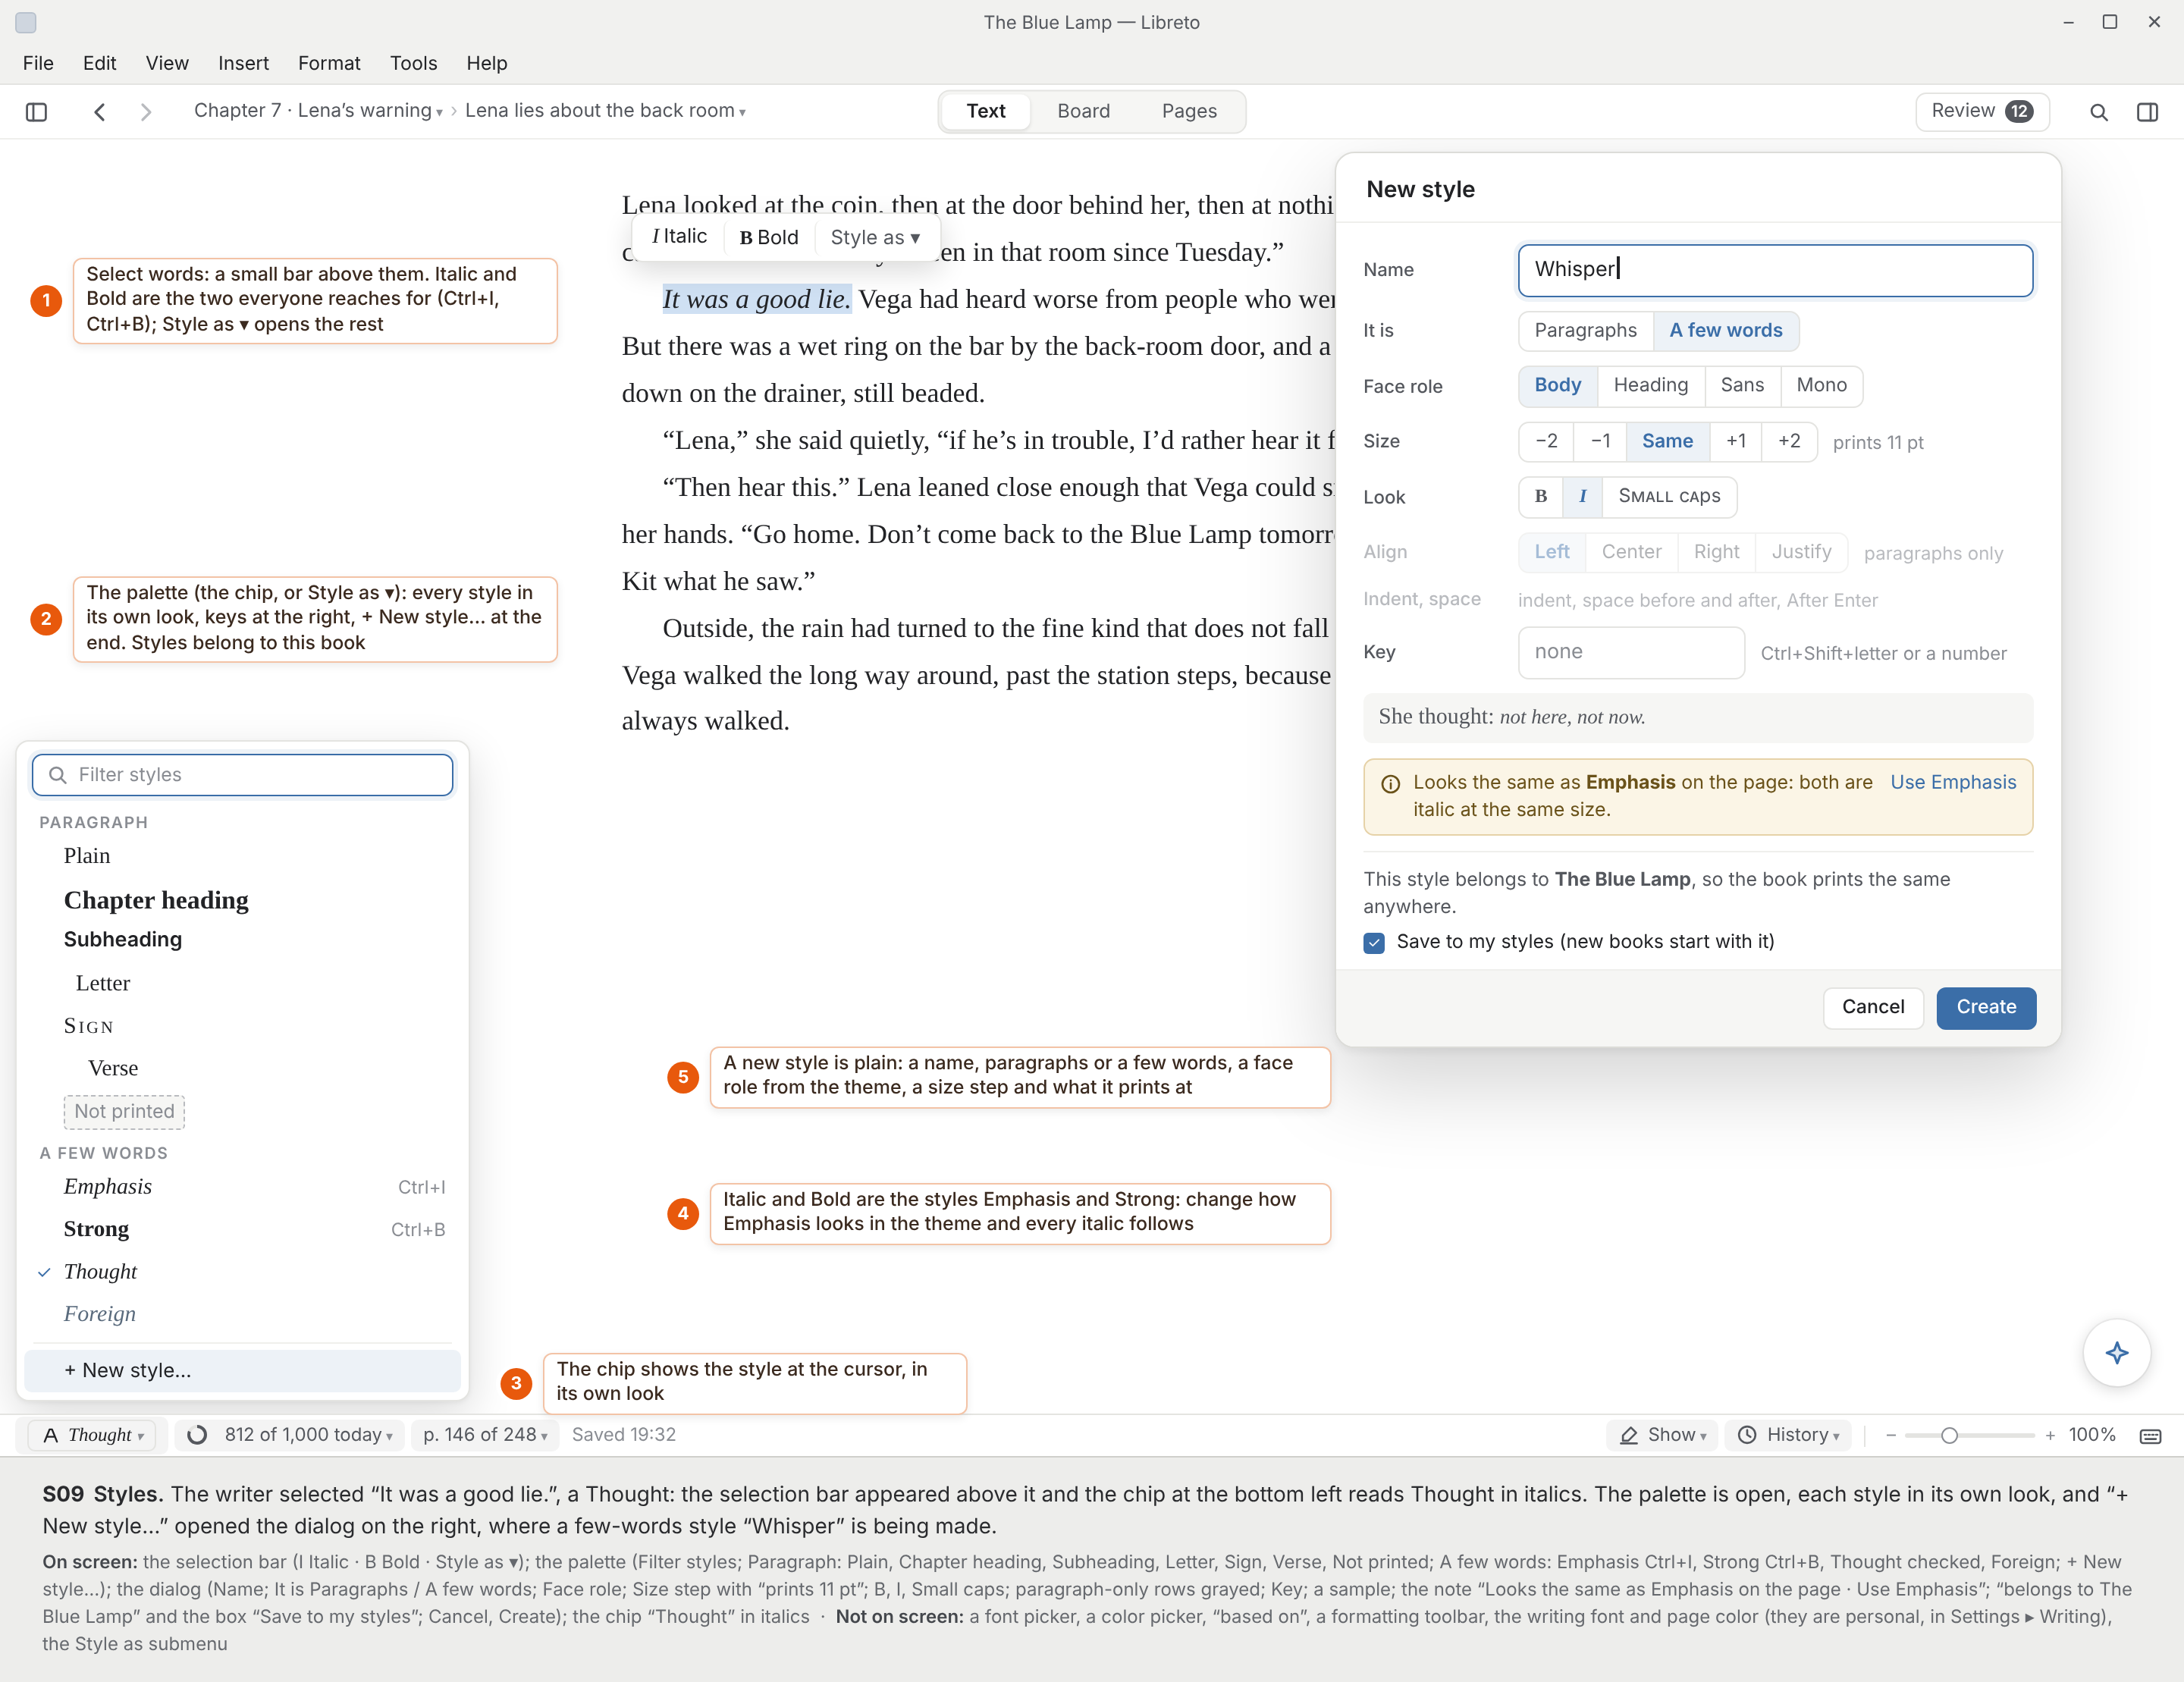 The Blue Lamp — Libreto
File Edit View Insert Format Tools Help
Chapter 7 · Lena’s warning ▾ › Lena lies about the back room ▾
Text Board Pages
Review 12
Lena looked at the coin, then at the door behind her, then at nothi
en in that room since Tuesday.”
I Italic B Bold Style as ▾
It was a good lie. Vega had heard worse from people who wer
But there was a wet ring on the bar by the back-room door, and a
down on the drainer, still beaded.
“Lena,” she said quietly, “if he’s in trouble, I’d rather hear it f
“Then hear this.” Lena leaned close enough that Vega could s
her hands. “Go home. Don’t come back to the Blue Lamp tomorr
Kit what he saw.”
Outside, the rain had turned to the fine kind that does not fall
Vega walked the long way around, past the station steps, because
always walked.
1
Select words: a small bar above them. Italic and
Bold are the two everyone reaches for (Ctrl+I,
Ctrl+B); Style as ▾ opens the rest
2
The palette (the chip, or Style as ▾): every style in
its own look, keys at the right, + New style… at the
end. Styles belong to this book
Filter styles
PARAGRAPH
Plain
Chapter heading
Subheading
Letter
Sign
Verse
Not printed
A FEW WORDS
Emphasis Ctrl+I
Strong Ctrl+B
Thought
Foreign
+ New style…
New style
Name Whisper
It is Paragraphs A few words
Face role Body Heading Sans Mono
Size −2 −1 Same +1 +2 prints 11 pt
Look B I Small caps
Align Left Center Right Justify paragraphs only
Indent, space indent, space before and after, After Enter
Key none Ctrl+Shift+letter or a number
She thought: not here, not now.
Looks the same as Emphasis on the page: both are Use Emphasis
italic at the same size.
This style belongs to The Blue Lamp, so the book prints the same
anywhere.
Save to my styles (new books start with it)
Cancel Create
5
A new style is plain: a name, paragraphs or a few words, a face
role from the theme, a size step and what it prints at
4
Italic and Bold are the styles Emphasis and Strong: change how
Emphasis looks in the theme and every italic follows
3
The chip shows the style at the cursor, in
its own look
A Thought ▾ 812 of 1,000 today ▾ p. 146 of 248 ▾ Saved 19:32
Show ▾ History ▾ − + 100%
S09 Styles. The writer selected “It was a good lie.”, a Thought: the selection bar appeared above it and the chip at the bottom left reads Thought in italics. The palette is open, each style in its own look, and “+
New style…” opened the dialog on the right, where a few-words style “Whisper” is being made.
On screen: the selection bar (I Italic · B Bold · Style as ▾); the palette (Filter styles; Paragraph: Plain, Chapter heading, Subheading, Letter, Sign, Verse, Not printed; A few words: Emphasis Ctrl+I, Strong Ctrl+B, Thought checked, Foreign; + New
style…); the dialog (Name; It is Paragraphs / A few words; Face role; Size step with “prints 11 pt”; B, I, Small caps; paragraph-only rows grayed; Key; a sample; the note “Looks the same as Emphasis on the page · Use Emphasis”; “belongs to The
Blue Lamp” and the box “Save to my styles”; Cancel, Create); the chip “Thought” in italics · Not on screen: a font picker, a color picker, “based on”, a formatting toolbar, the writing font and page color (they are personal, in Settings ▸ Writing),
the Style as submenu